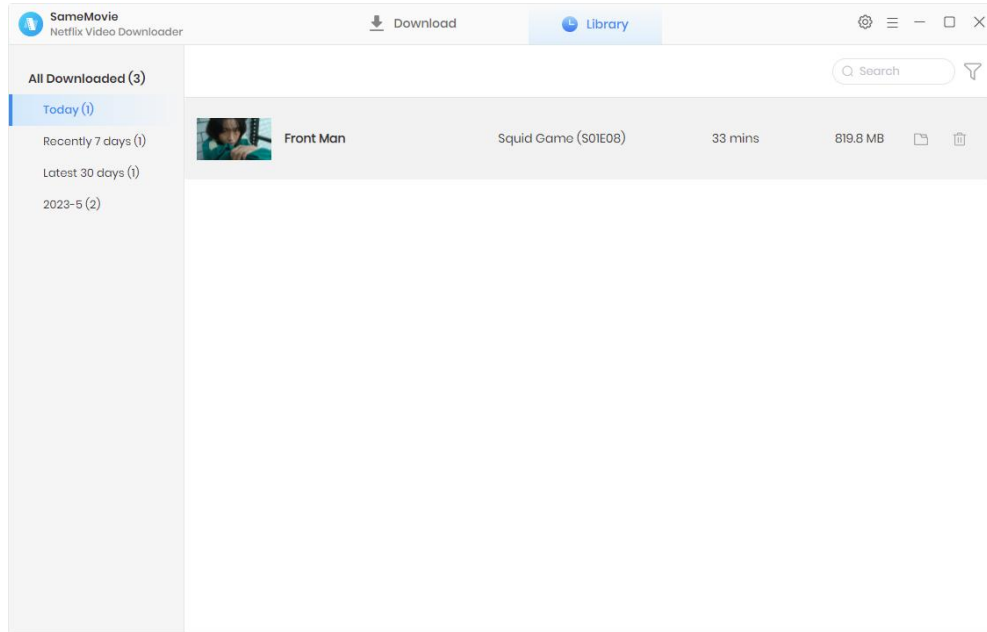 SameMovie
Netflix Video Downloader
Download
Library
Search
All Downloaded (3)
Today (1)
Recently 7 days (1)
Latest 30 days (1)
2023-5 (2)
Front Man Squid Game (S01E08) 33 mins 819.8 MB